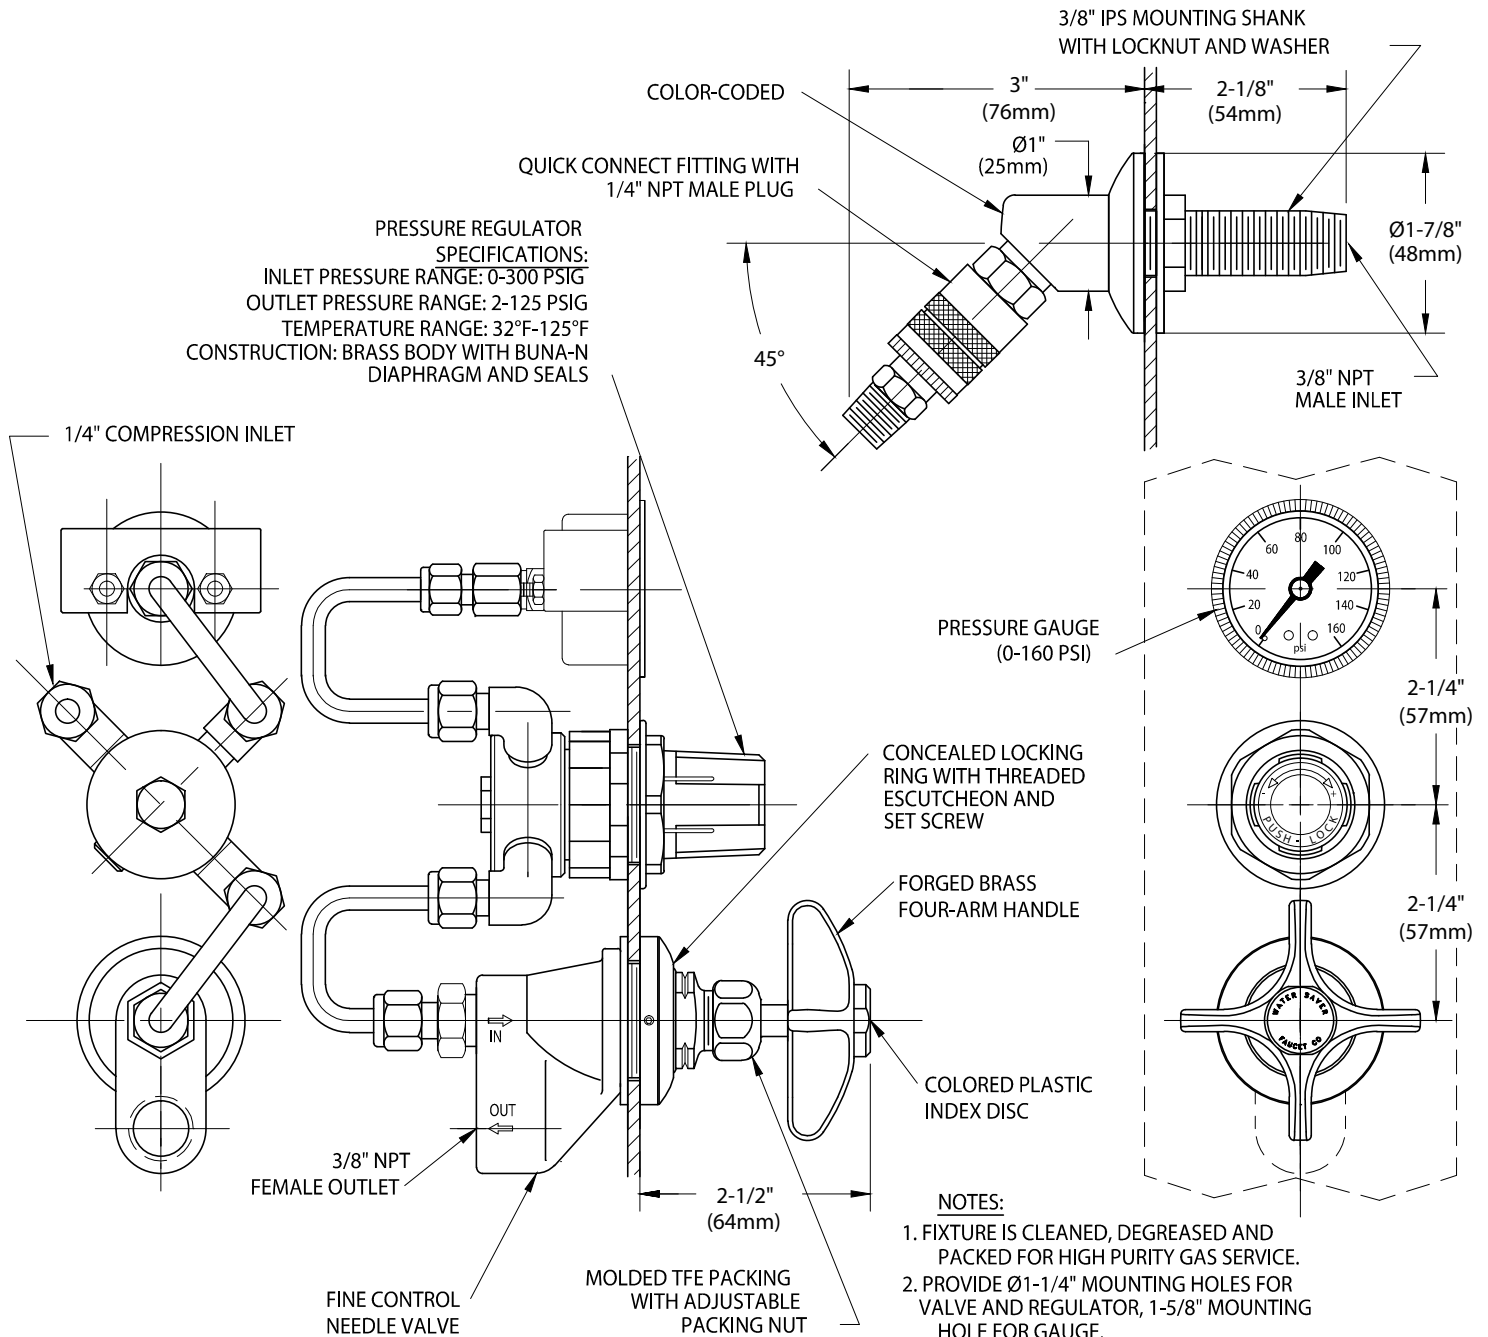 3/8" IPS MOUNTING SHANK
WITH LOCKNUT AND WASHER
COLOR-CODED
3"
(76mm)
2-1/8"
(54mm)
Ø1"
(25mm)
QUICK CONNECT FITTING WITH
1/4" NPT MALE PLUG
Ø1-7/8"
(48mm)
PRESSURE REGULATOR
SPECIFICATIONS:
INLET PRESSURE RANGE: 0-300 PSIG
OUTLET PRESSURE RANGE: 2-125 PSIG
TEMPERATURE RANGE: 32°F-125°F
CONSTRUCTION: BRASS BODY WITH BUNA-N
DIAPHRAGM AND SEALS
45°
3/8" NPT
MALE INLET
1/4" COMPRESSION INLET
0
20
40
60
80
100
120
140
160
psi
PRESSURE GAUGE
(0-160 PSI)
2-1/4"
(57mm)
CONCEALED LOCKING
RING WITH THREADED
ESCUTCHEON AND
SET SCREW
- +
PUSH - LOCK
FORGED BRASS
FOUR-ARM HANDLE
2-1/4"
(57mm)
WATER SAVER
FAUCET CO
IN
OUT
COLORED PLASTIC
INDEX DISC
3/8" NPT
FEMALE OUTLET
2-1/2"
(64mm)
FINE CONTROL
NEEDLE VALVE
MOLDED TFE PACKING
WITH ADJUSTABLE
PACKING NUT
NOTES:
1. FIXTURE IS CLEANED, DEGREASED AND
PACKED FOR HIGH PURITY GAS SERVICE.
2. PROVIDE Ø1-1/4" MOUNTING HOLES FOR
VALVE AND REGULATOR, 1-5/8" MOUNTING
HOLE FOR GAUGE.